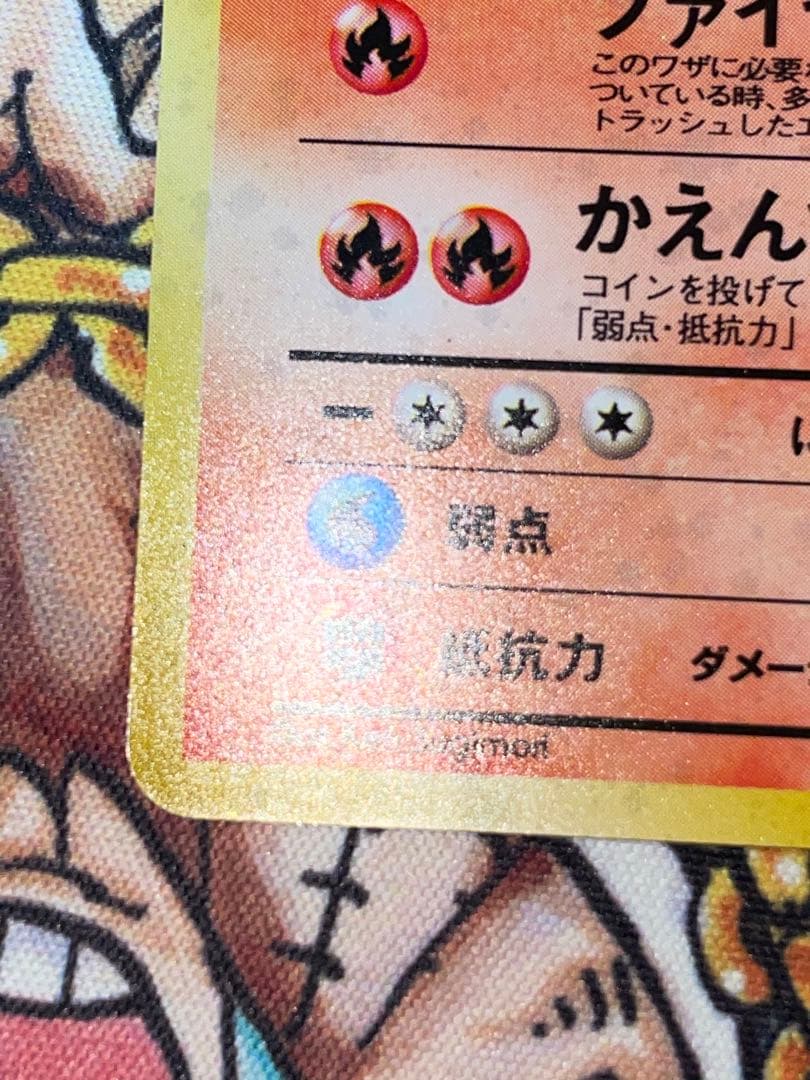 ファイ
このワザに必要
ついている時、多
トラッシュしたエ
かえん
コインを投げて
「弱点・抵抗力」
に
弱点
抵抗力 ダメー
Sugimori